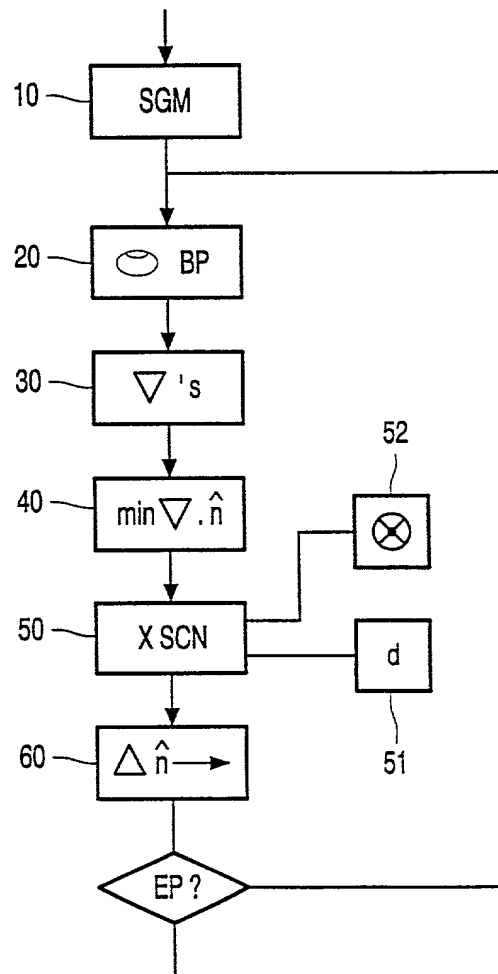 10
SGM
20
BP
30
▽ 's
40
min ▽ . n̂
52
50
X SCN
d
51
60
△ n̂ →
EP ?